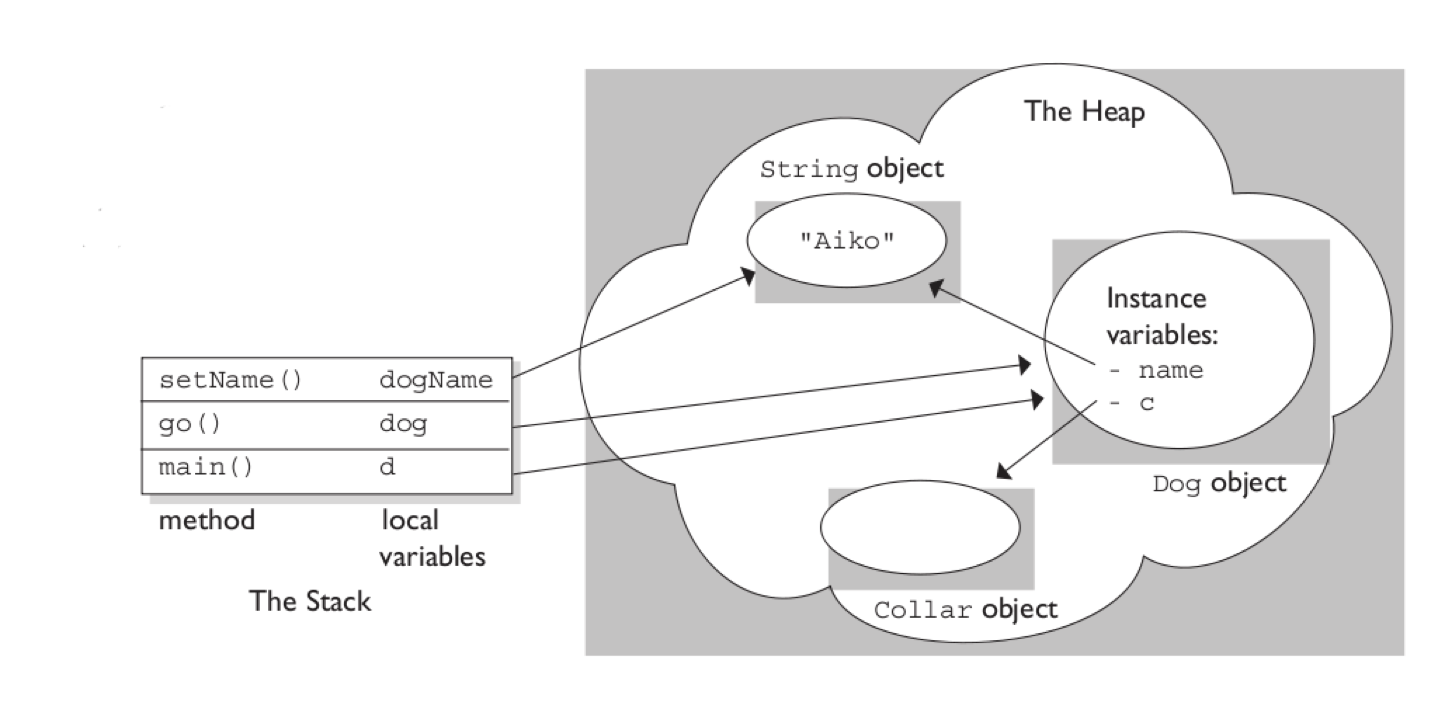 The Heap
String object
"Aiko"
Instance
variables:
- name
- c
Dog object
setName() dogName
go() dog
main() d
method local
variables
The Stack
Collar object